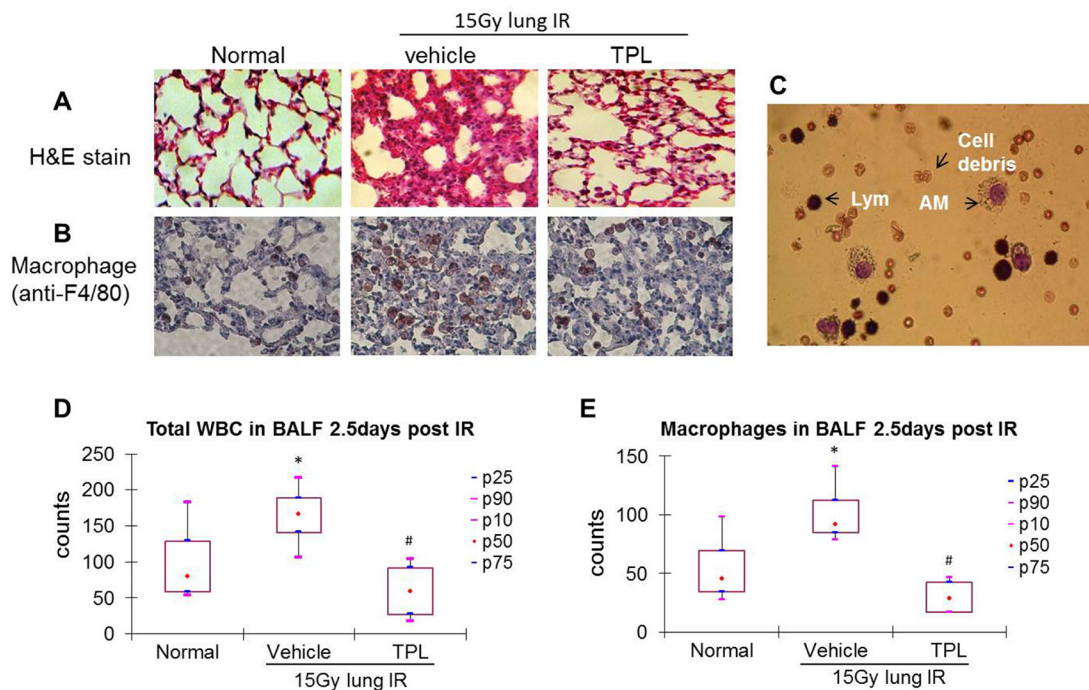 15Gy lung IR
Normal
vehicle
TPL
A
H&E stain
B
Macrophage
(anti-F4/80)
C
Cell
debris
Lym
AM
D
Total WBC in BALF 2.5days post IR
250
200
150
100
50
0
counts
*
#
p25
p90
p10
p50
p75
Normal
Vehicle
TPL
15Gy lung IR
E
Macrophages in BALF 2.5days post IR
150
100
50
0
counts
*
#
p25
p90
p10
p50
p75
Normal
Vehicle
TPL
15Gy lung IR